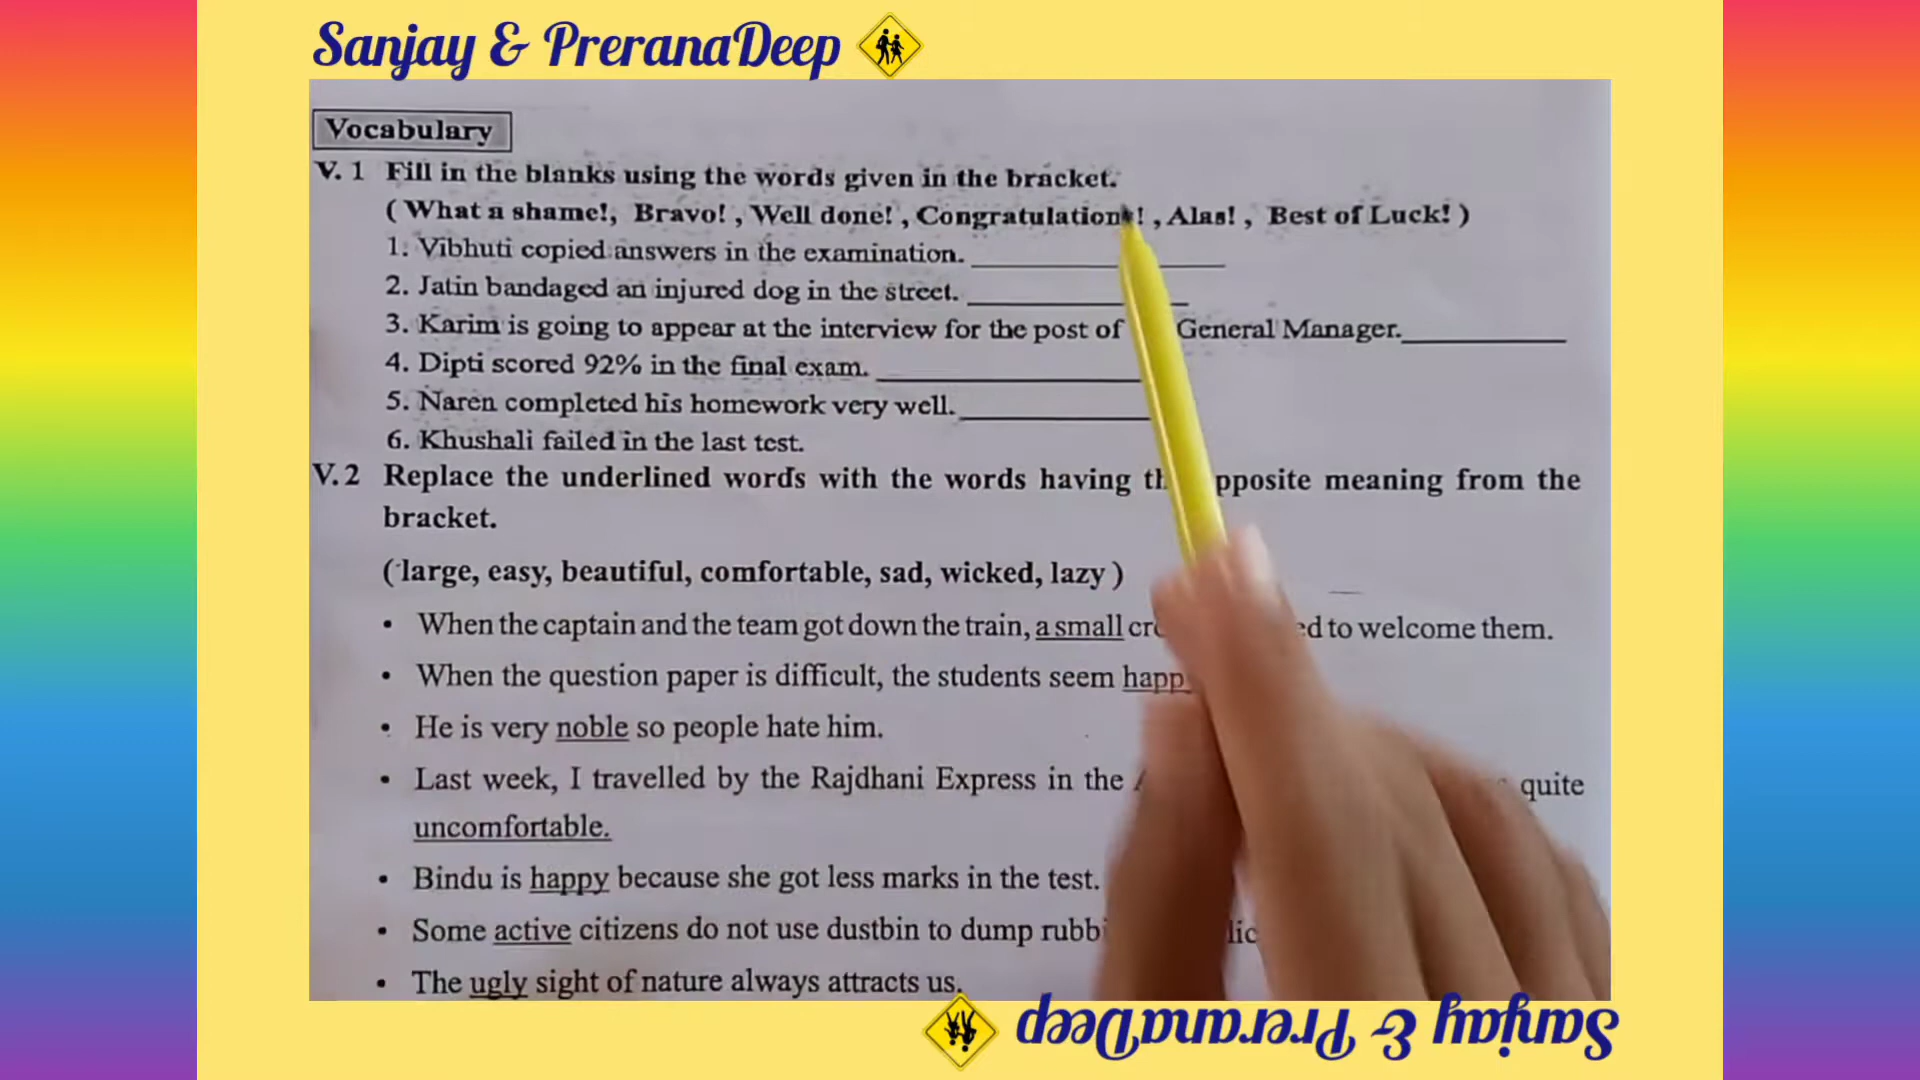 Sanjay & PreranaDeep
Vocabulary
V. 1 Fill in the blanks using the words given in the bracket.
( What a shame!, Bravo! , Well done! , Congratulation ! , Alas! , Best of Luck! )
1. Vibhuti copied answers in the examination. ____________
2. Jatin bandaged an injured dog in the street. ____________
3. Karim is going to appear at the interview for the post of General Manager. ____________
4. Dipti scored 92% in the final exam. ____________
5. Naren completed his homework very well. ____________
6. Khushali failed in the last test.
V. 2 Replace the underlined words with the words having pposite meaning from the
bracket.
( large, easy, beautiful, comfortable, sad, wicked, lazy )
• When the captain and the team got down the train, a small ed to welcome them.
• When the question paper is difficult, the students seem happ
• He is very noble so people hate him.
• Last week, I travelled by the Rajdhani Express in the quite
uncomfortable.
• Bindu is happy because she got less marks in the test.
• Some active citizens do not use dustbin to dump rubb lic
• The ugly sight of nature always attracts us.
Sanjay & PreranaDeep